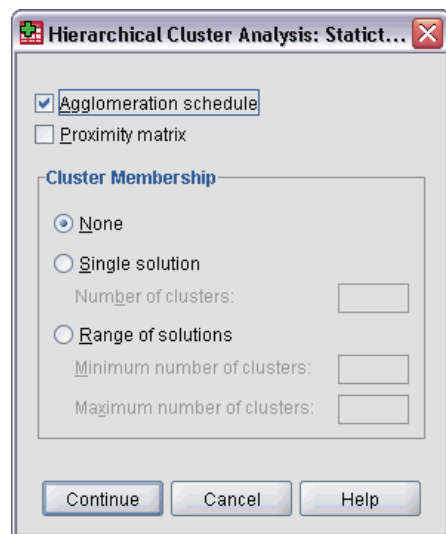 Hierarchical Cluster Analysis: Statict...
Agglomeration schedule
Proximity matrix
Cluster Membership
None
Single solution
Number of clusters:
Range of solutions
Minimum number of clusters:
Maximum number of clusters:
Continue Cancel Help